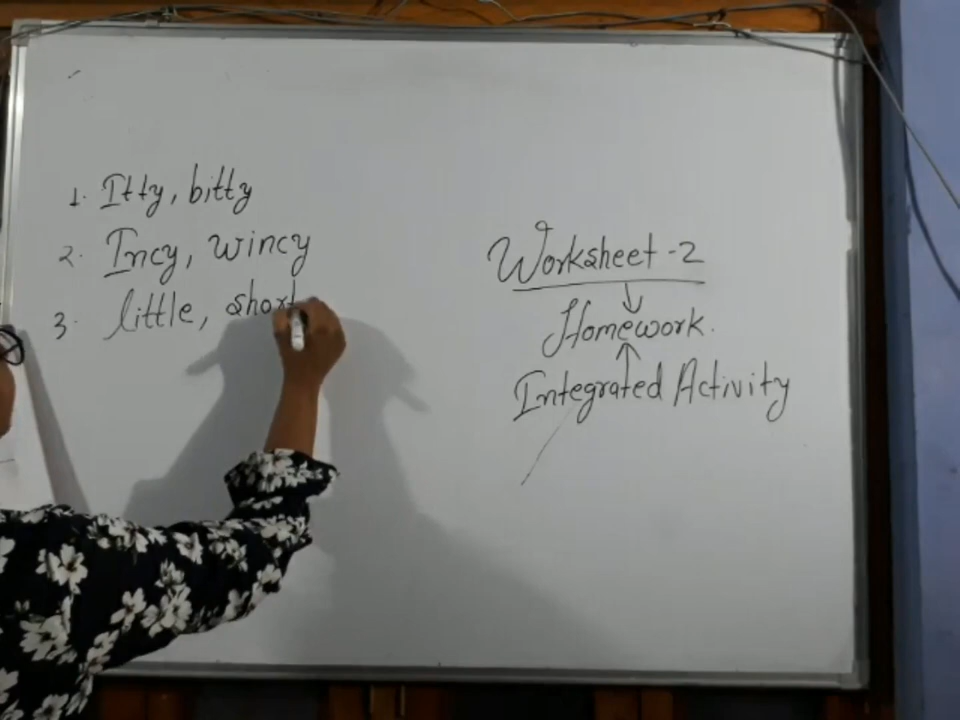 1. Itty, bitty
2. Incy, wincy
3. little, short
Worksheet-2
Homework.
Integrated Activity